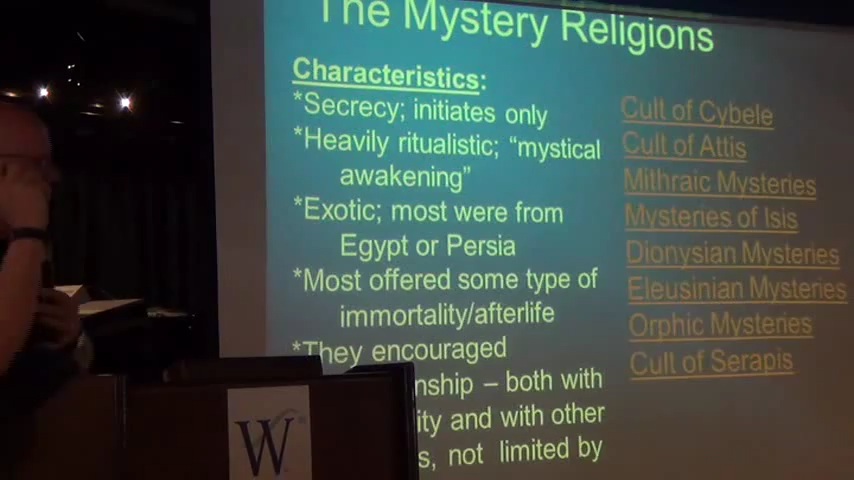 The Mystery Religions
Characteristics:
*Secrecy; initiates only
*Heavily ritualistic; “mystical
awakening”
*Exotic; most were from
Egypt or Persia
*Most offered some type of
immortality/afterlife
*They encouraged
nship – both with
ity and with other
s, not limited by
Cult of Cybele
Cult of Attis
Mithraic Mysteries
Mysteries of Isis
Dionysian Mysteries
Eleusinian Mysteries
Orphic Mysteries
Cult of Serapis
W